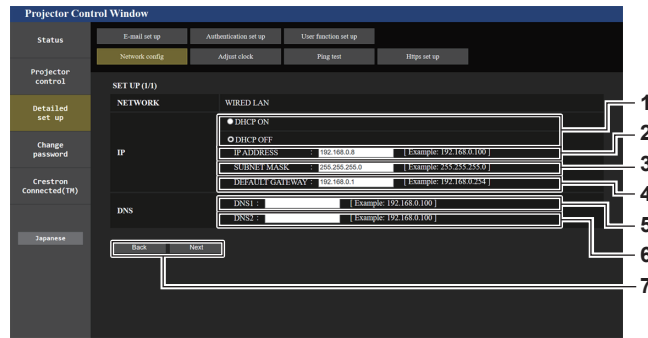 Projector Control Window
Status
Projector
control
Detailed
set up
Change
password
Crestron
Connected(TM)
Japanese
E-mail set up
Authentication set up
User function set up
Network config
Adjust clock
Ping test
Https set up
SET UP (1/1)
NETWORK WIRED LAN
IP
DHCP ON
DHCP OFF
IP ADDRESS : 192.168.0.8 [ Example: 192.168.0.100 ]
SUBNET MASK : 255.255.255.0 [ Example: 255.255.255.0 ]
DEFAULT GATEWAY : 192.168.0.1 [ Example: 192.168.0.254 ]
DNS
DNS1 : [ Example: 192.168.0.100 ]
DNS2 : [ Example: 192.168.0.100 ]
Back Next
1
2
3
4
5
6
7